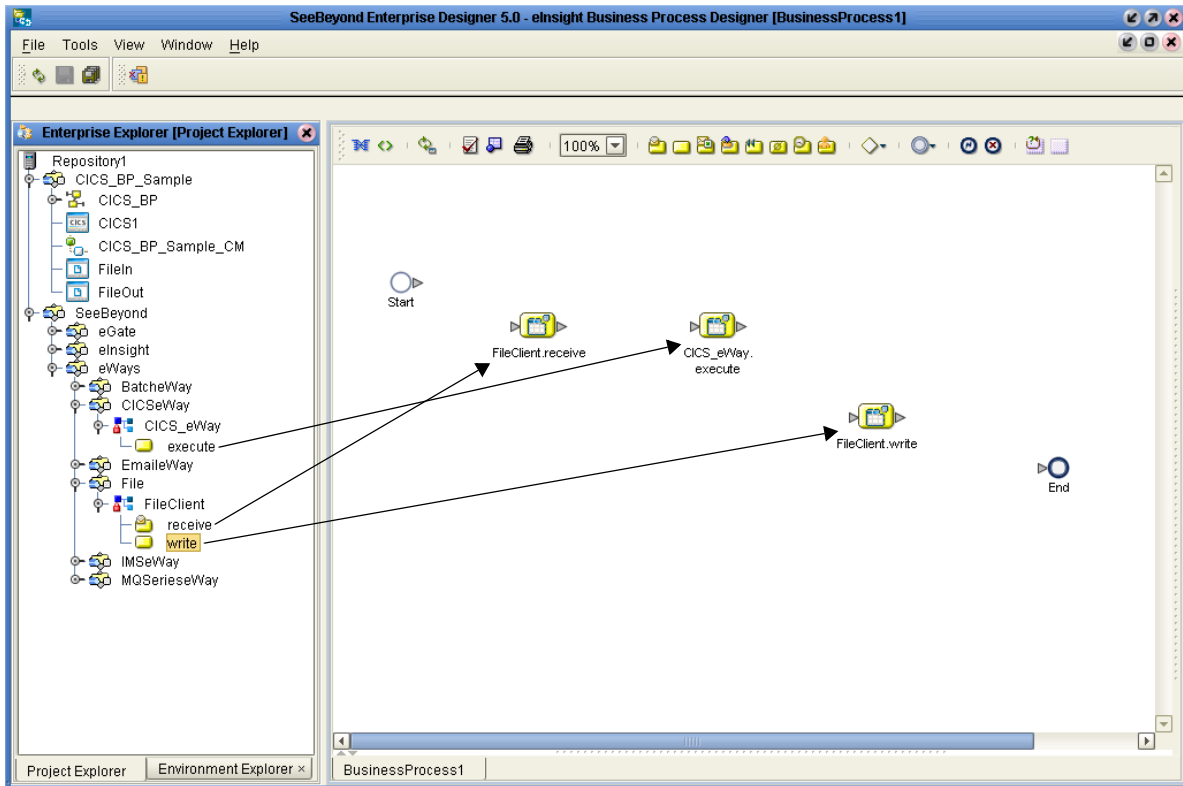 SeeBeyond Enterprise Designer 5.0 - eInsight Business Process Designer [BusinessProcess1]
File Tools View Window Help
Enterprise Explorer [Project Explorer]
Repository1
CICS_BP_Sample
CICS_BP
CICS CICS1
CICS_BP_Sample_CM
FileIn
FileOut
SeeBeyond
eGate
eInsight
eWays
BatcheWay
CICSeWay
CICS_eWay
execute
EmaileWay
File
FileClient
receive
write
IMSeWay
MQSerieseWay
Project Explorer
Environment Explorer ×
100%
Start
FileClient.receive
CICS_eWay.
execute
FileClient.write
End
BusinessProcess1